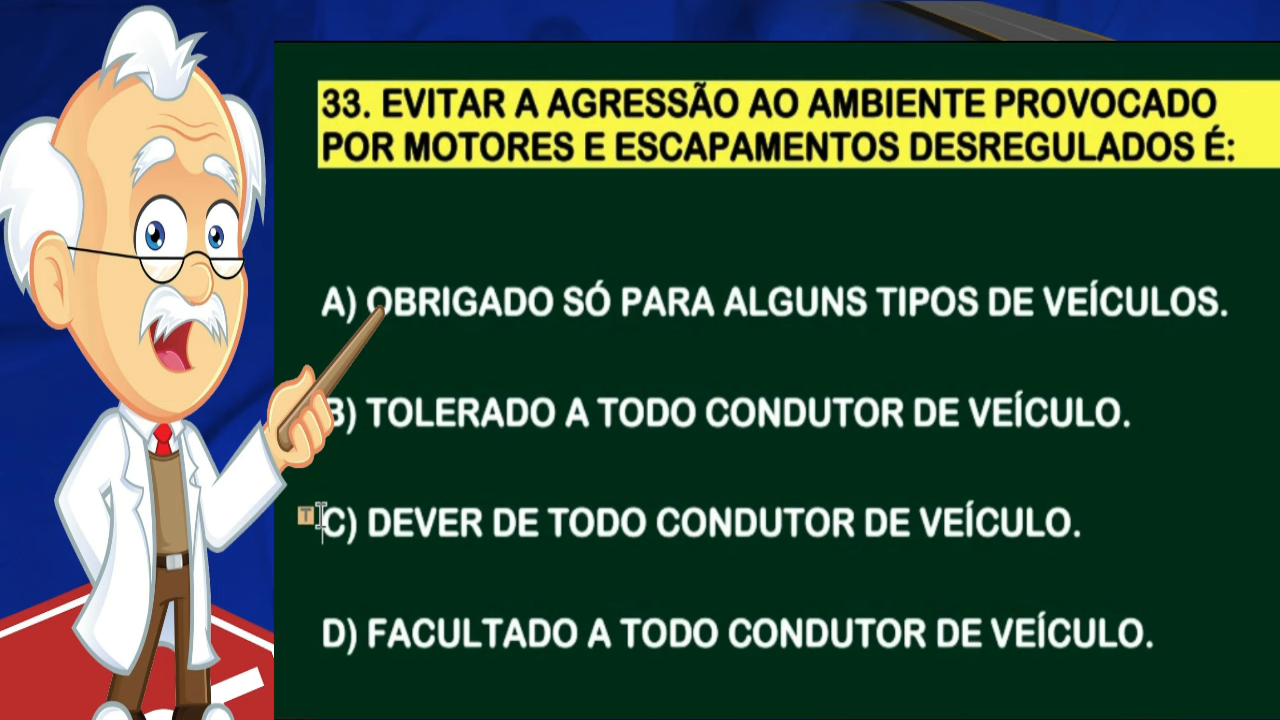 33. EVITAR A AGRESSÃO AO AMBIENTE PROVOCADO
POR MOTORES E ESCAPAMENTOS DESREGULADOS É:
A) OBRIGADO SÓ PARA ALGUNS TIPOS DE VEÍCULOS.
B) TOLERADO A TODO CONDUTOR DE VEÍCULO.
T C) DEVER DE TODO CONDUTOR DE VEÍCULO.
D) FACULTADO A TODO CONDUTOR DE VEÍCULO.